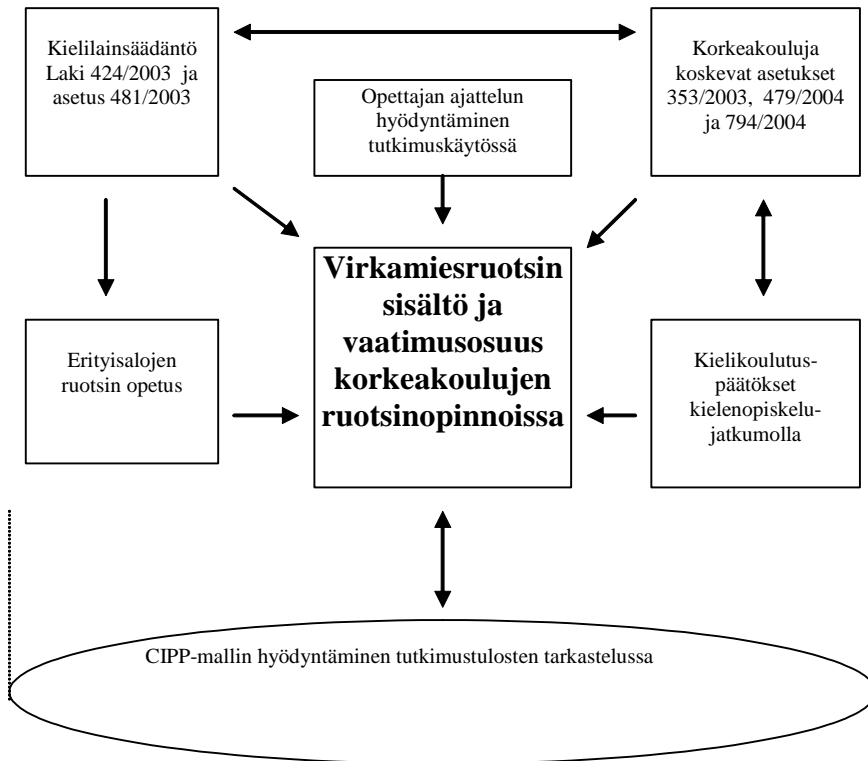 Kielilainsäädäntö
Laki 424/2003 ja
asetus 481/2003
Opettajan ajattelun
hyödyntäminen
tutkimuskäytössä
Korkeakouluja
koskevat asetukset
353/2003, 479/2004
ja 794/2004
Virkamiesruotsin
sisältö ja
vaatimusosuus
korkeakoulujen
ruotsinopinnoissa
Erityisalojen
ruotsin opetus
Kielikoulutus-
päätökset
kielenopiskelu-
jatkumolla
CIPP-mallin hyödyntäminen tutkimustulosten tarkastelussa